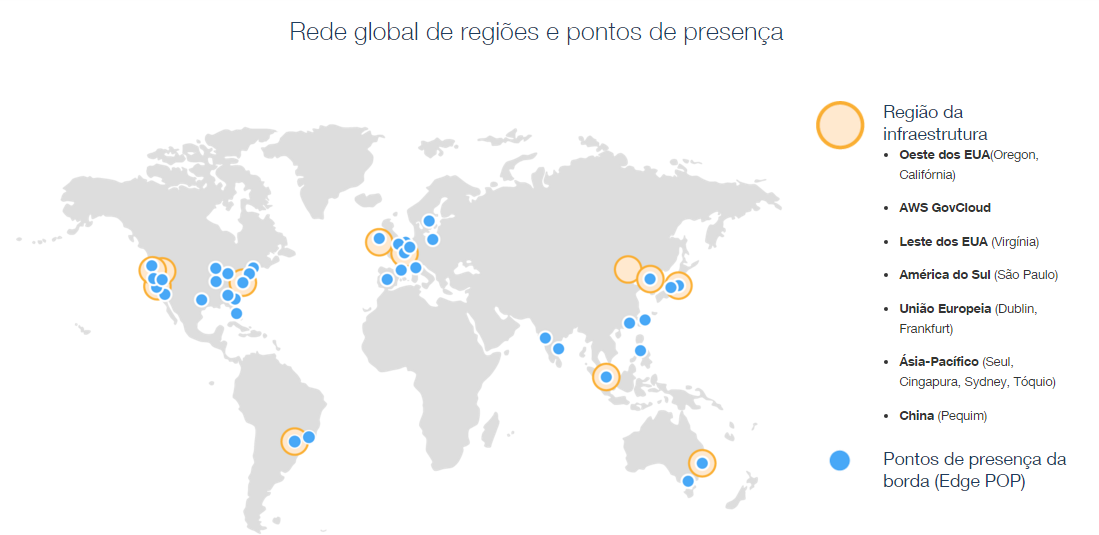 Rede global de regiões e pontos de presença
Região da
infraestrutura
Oeste dos EUA(Oregon,
Califórnia)
AWS GovCloud
Leste dos EUA (Virgínia)
América do Sul (São Paulo)
União Europeia (Dublin,
Frankfurt)
Ásia-Pacífico (Seul,
Cingapura, Sydney, Tóquio)
China (Pequim)
Pontos de presença da
borda (Edge POP)